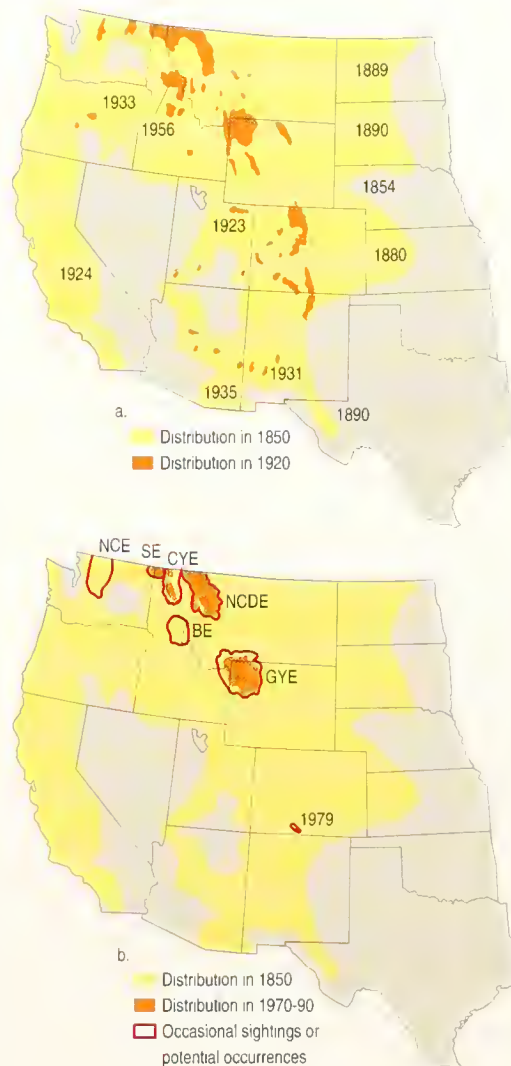 1889
1933
1890
1956
1854
1923
1880
1924
1931
1935
1890
a.
Distribution in 1850
Distribution in 1920
NCE SE CYE
NCDE
BE
GYE
1979
b.
Distribution in 1850
Distribution in 1970-90
Occasional sightings or
potential occurrences